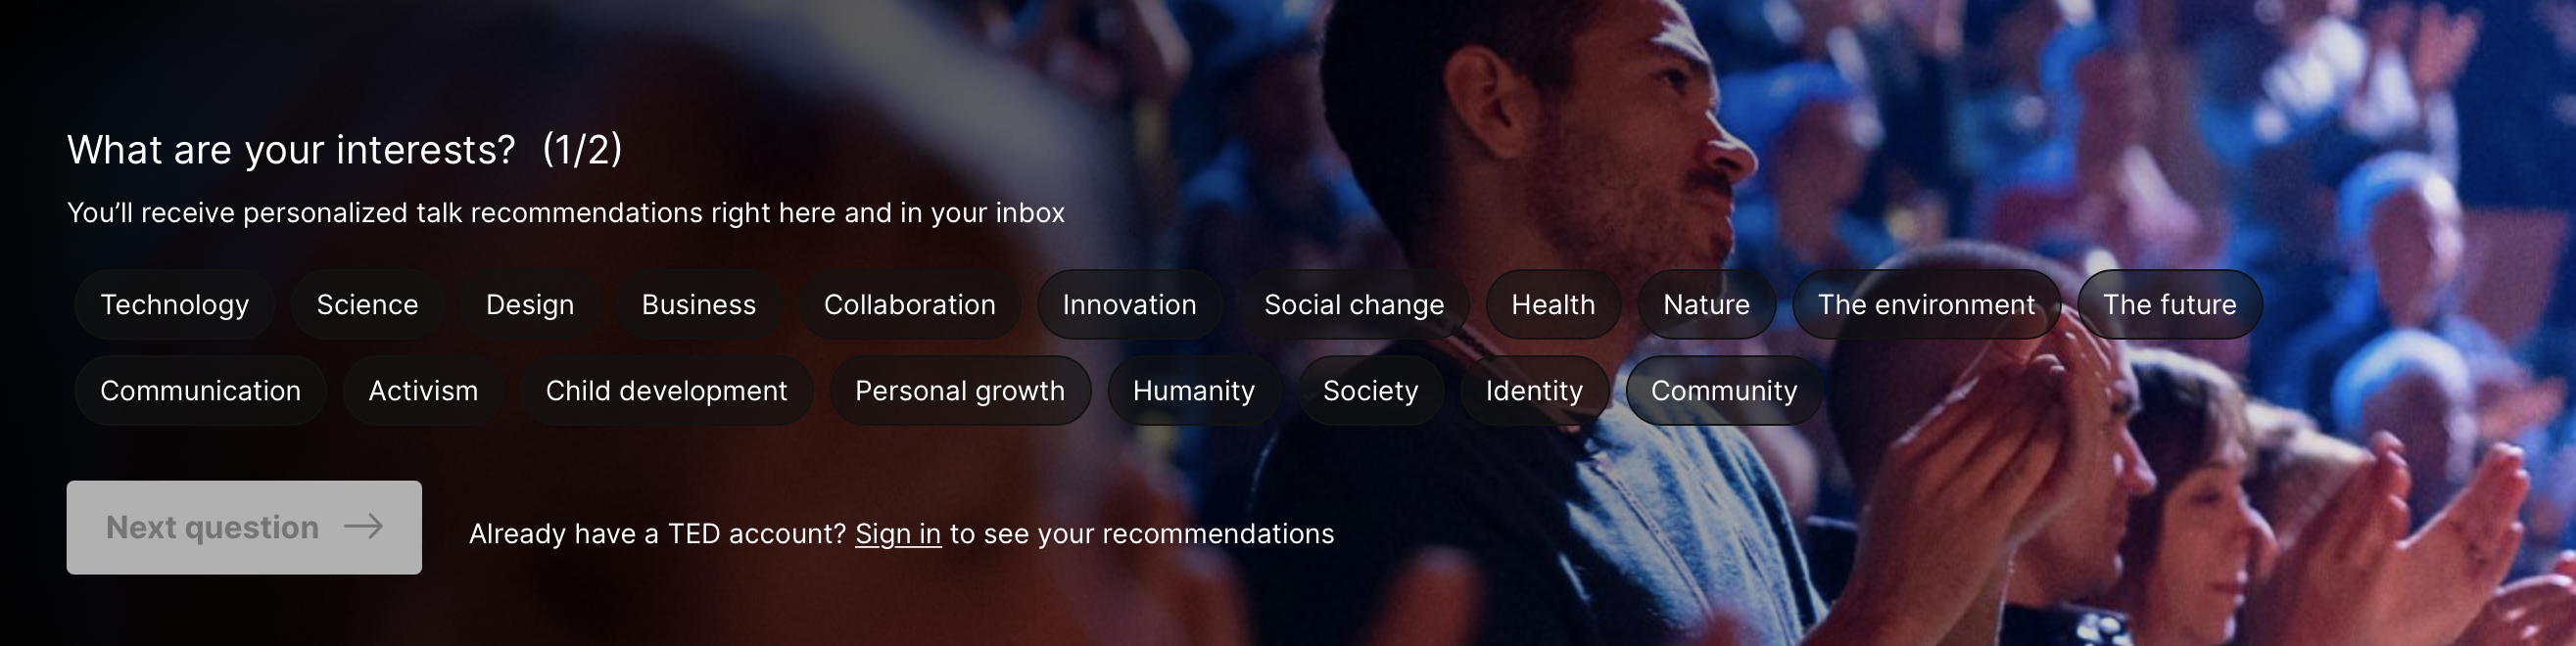 What are your interests? (1/2)
You’ll receive personalized talk recommendations right here and in your inbox
Technology Science Design Business Collaboration Innovation Social change Health Nature The environment The future
Communication Activism Child development Personal growth Humanity Society Identity Community
Next question →
Already have a TED account? Sign in to see your recommendations